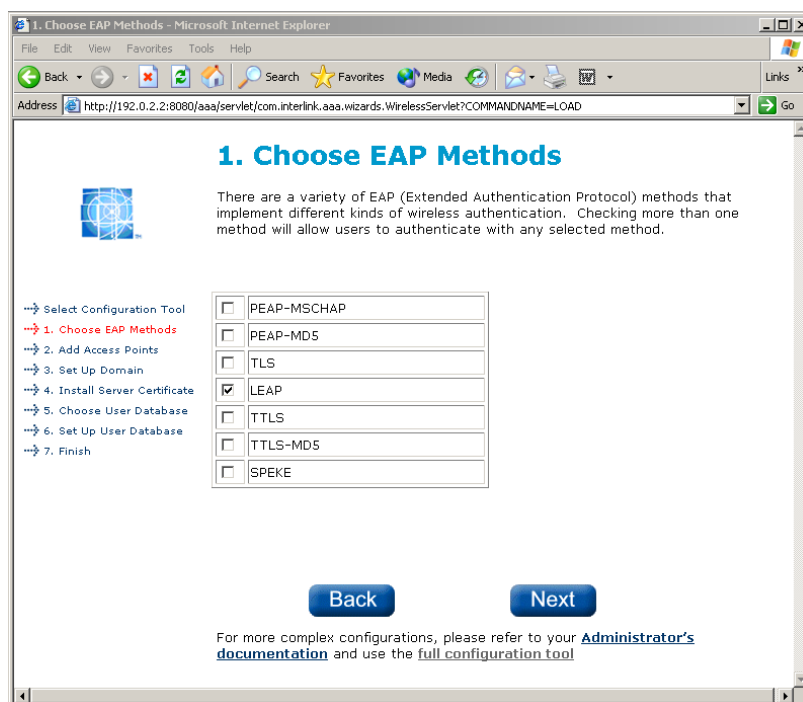 1. Choose EAP Methods - Microsoft Internet Explorer
File Edit View Favorites Tools Help
Back Search Favorites Media Links »
Address http://192.0.2.2:8080/aaa/servlet/com.interlink.aaa.wizards.WirelessServlet?COMMANDNAME=LOAD Go
1. Choose EAP Methods
There are a variety of EAP (Extended Authentication Protocol) methods that
implement different kinds of wireless authentication. Checking more than one
method will allow users to authenticate with any selected method.
Select Configuration Tool
1. Choose EAP Methods
2. Add Access Points
3. Set Up Domain
4. Install Server Certificate
5. Choose User Database
6. Set Up User Database
7. Finish
PEAP-MSCHAP
PEAP-MD5
TLS
LEAP
TTLS
TTLS-MD5
SPEKE
Back Next
For more complex configurations, please refer to your Administrator's
documentation and use the full configuration tool